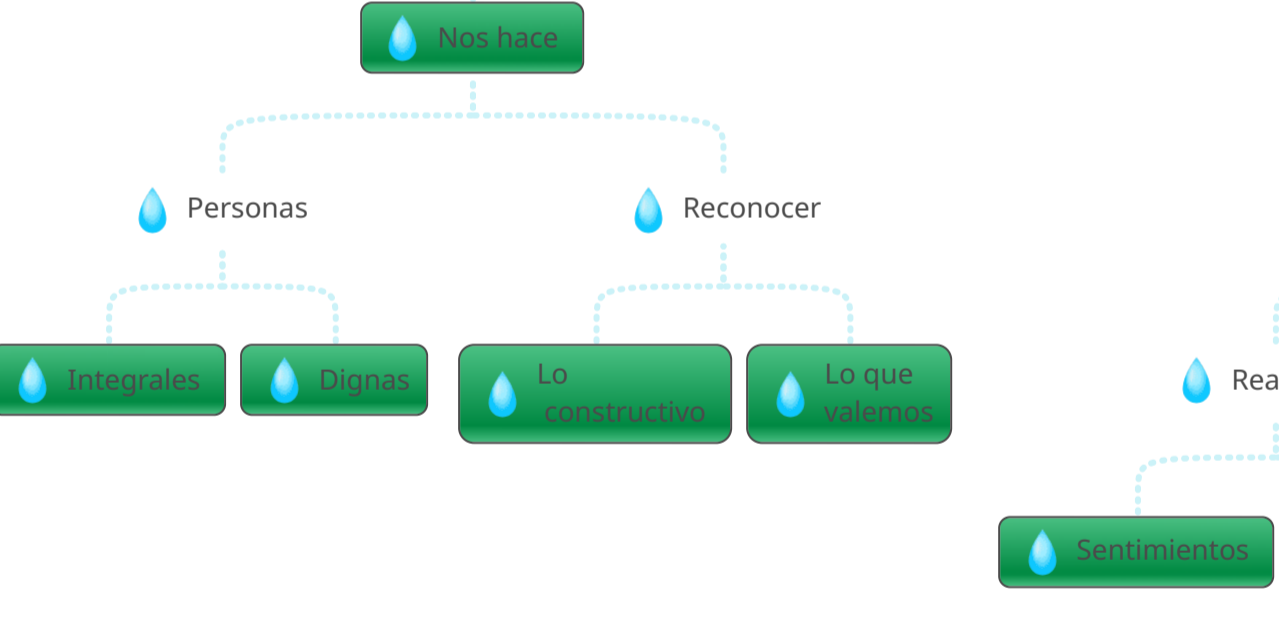 Nos hace
Personas
Reconocer
Integrales
Dignas
Lo
constructivo
Lo que
valemos
Sentimientos